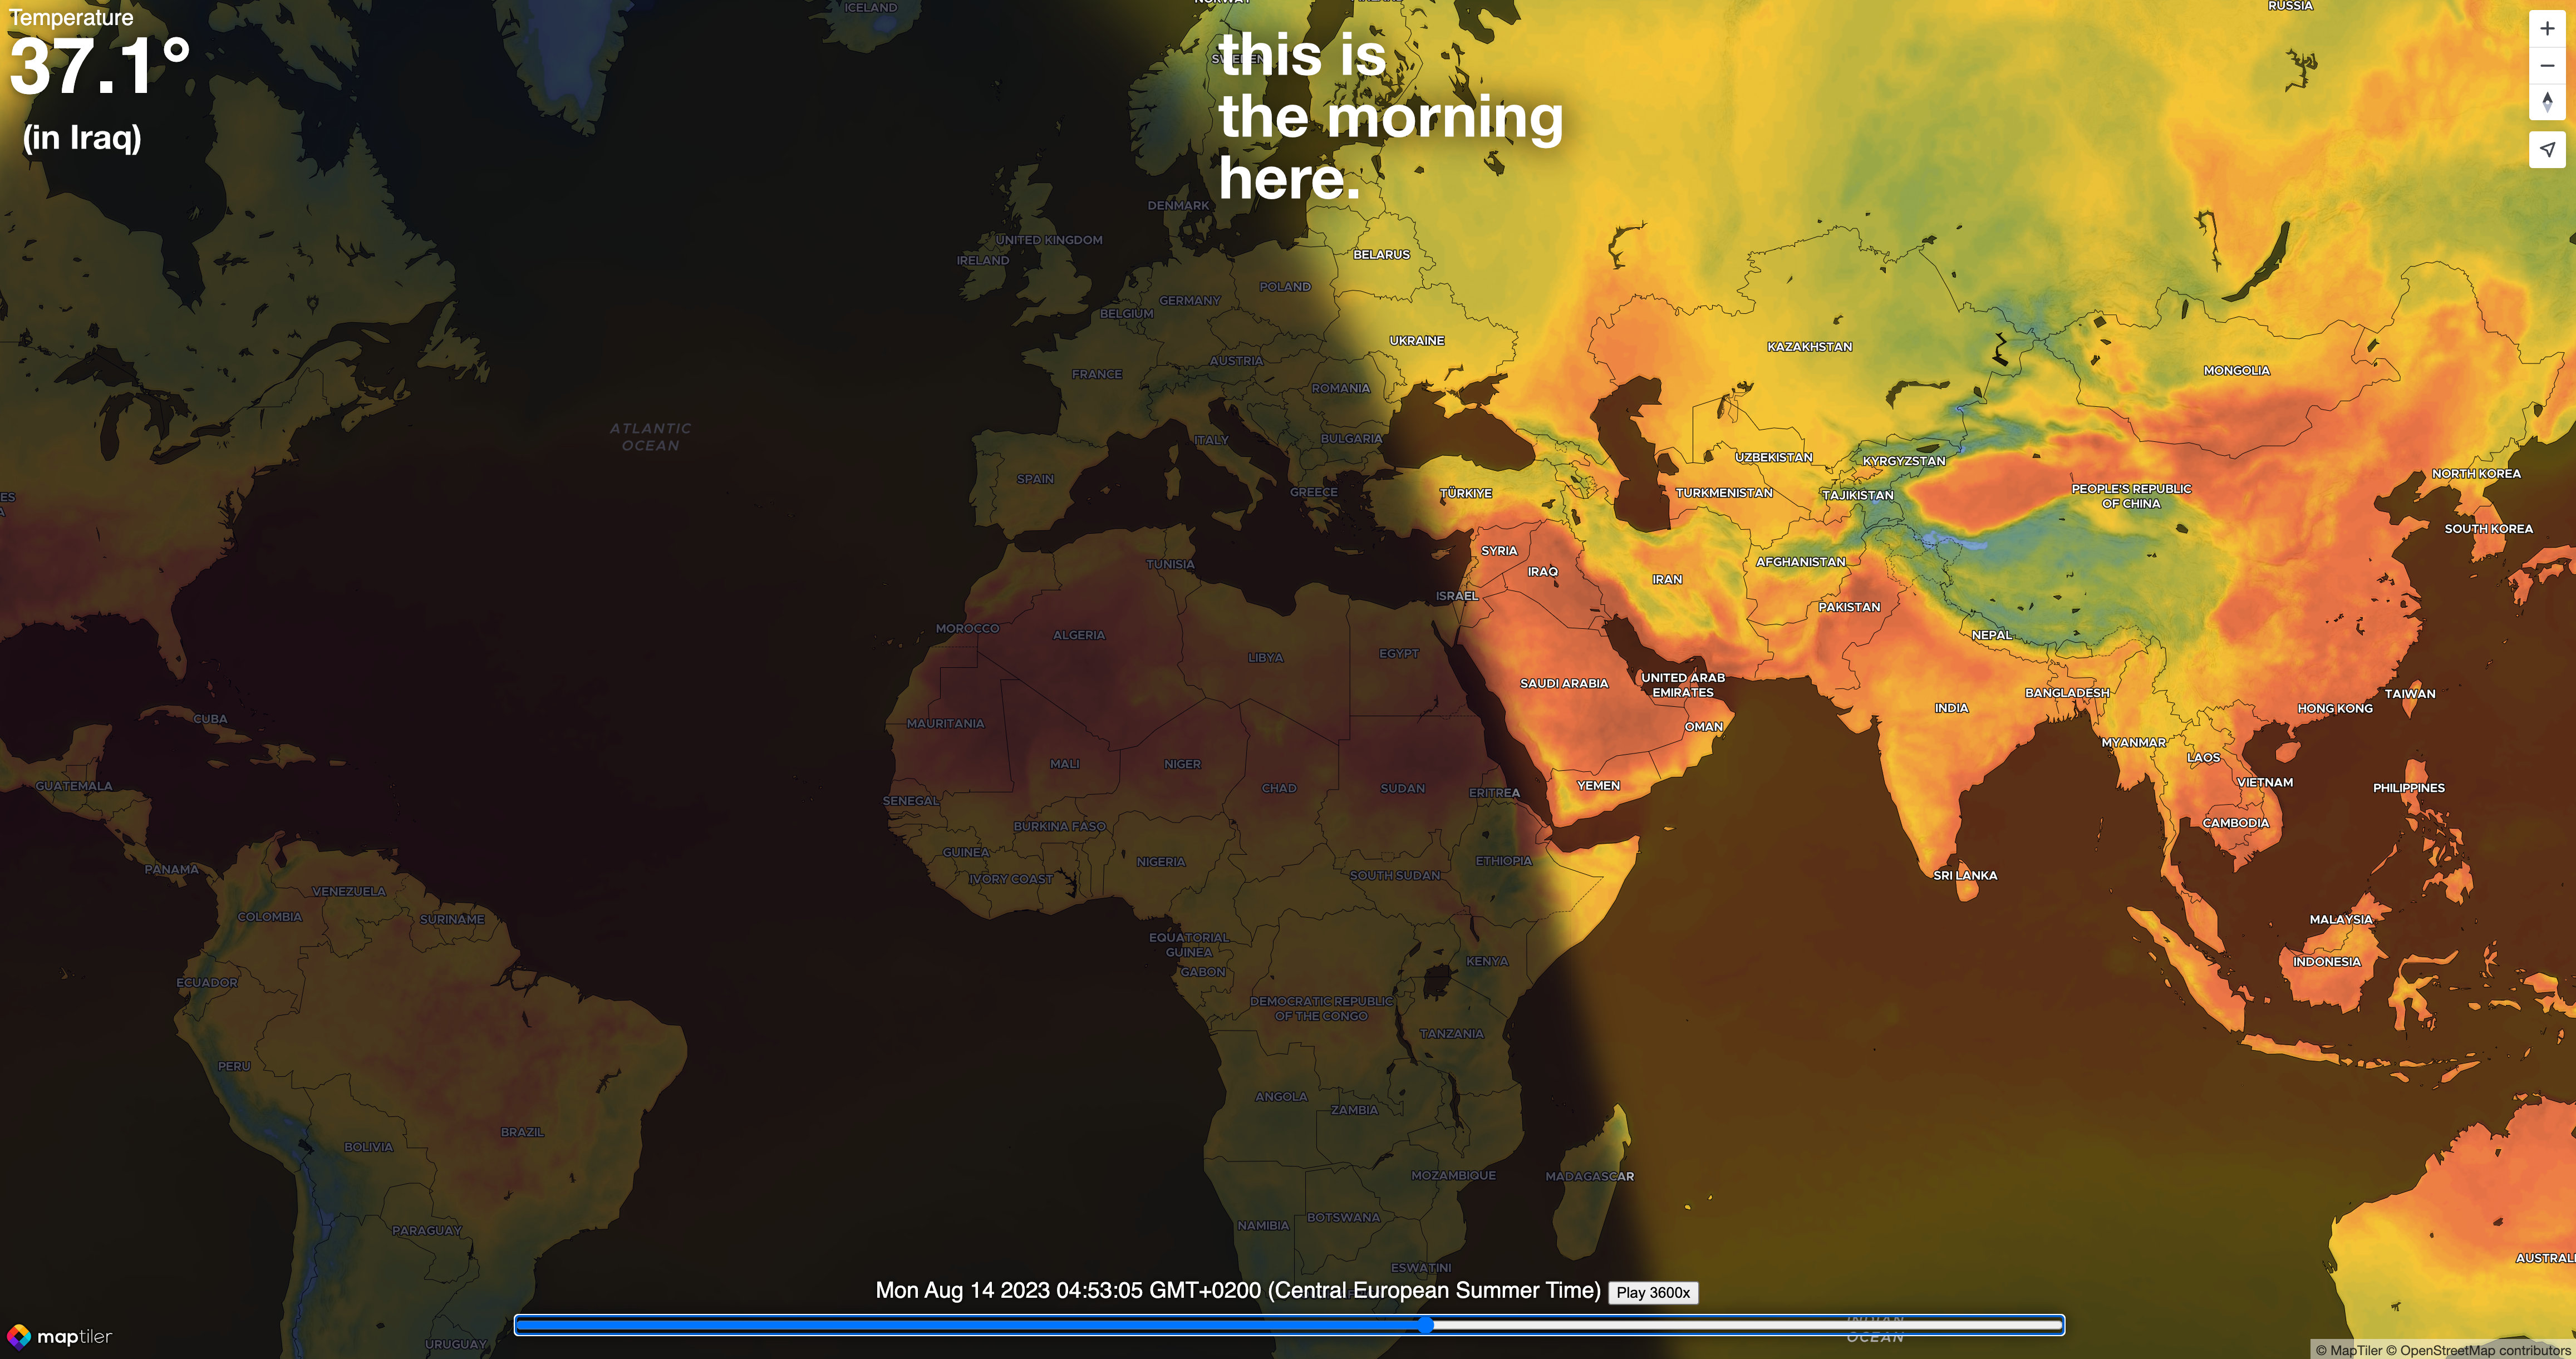 Temperature
37.1°
(in Iraq)
this is
the morning
here.
ICELAND
RUSSIA
DENMARK
UNITED KINGDOM
IRELAND
BELARUS
POLAND
GERMANY
BELGIUM
UKRAINE
KAZAKHSTAN
AUSTRIA
MONGOLIA
FRANCE
ROMANIA
ATLANTIC
OCEAN
ITALY
BULGARIA
UZBEKISTAN
KYRGYZSTAN
NORTH KOREA
SPAIN
GREECE
TÜRKİYE
TURKMENISTAN
TAJIKISTAN
PEOPLE'S REPUBLIC
OF CHINA
SOUTH KOREA
SYRIA
TUNISIA
AFGHANISTAN
IRAQ
IRAN
ISRAEL
PAKISTAN
MOROCCO
ALGERIA
NEPAL
LIBYA
EGYPT
SAUDI ARABIA
UNITED ARAB
EMIRATES
BANGLADESH
TAIWAN
INDIA
HONG KONG
CUBA
MAURITANIA
OMAN
MYANMAR
LAOS
MALI
NIGER
GUATEMALA
CHAD
SUDAN
ERITREA
YEMEN
VIETNAM
PHILIPPINES
SENEGAL
BURKINA FASO
CAMBODIA
GUINEA
NIGERIA
ETHIOPIA
PANAMA
IVORY COAST
SOUTH SUDAN
SRI LANKA
VENEZUELA
COLOMBIA
SURINAME
MALAYSIA
EQUATORIAL
GUINEA
KENYA
INDONESIA
GABON
ECUADOR
DEMOCRATIC REPUBLIC
OF THE CONGO
TANZANIA
PERU
ANGOLA
ZAMBIA
BRAZIL
BOLIVIA
MOZAMBIQUE
MADAGASCAR
PARAGUAY
NAMIBIA
BOTSWANA
AUSTRAL
ESWATINI
Mon Aug 14 2023 04:53:05 GMT+0200 (Central European Summer Time) Play 3600x
OCEAN
maptiler
URUGUAY
© MapTiler © OpenStreetMap contributors